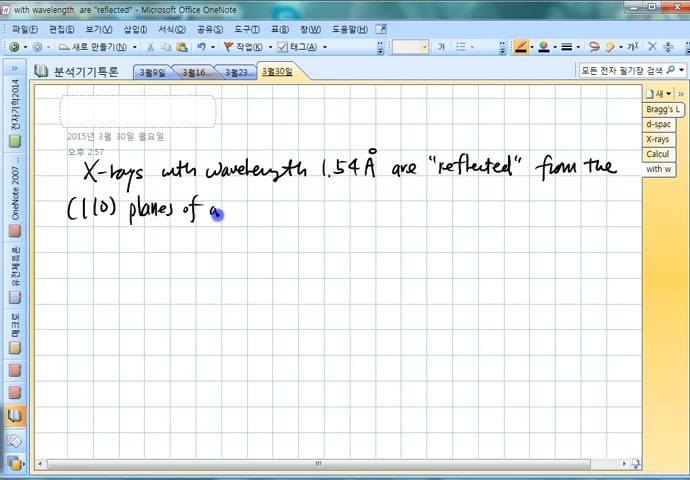 with wavelength  are "reflected" - Microsoft Office OneNote
파일(F) 편집(E) 보기(V) 삽입(I) 서식(O) 공유(S) 도구(T) 표(B) 창(W) 도움말(H)
새로 만들기(W) 작업(K) 태그(A) 가
분석기기특론 3월9일 3월16... 3월23... 3월30일 모든 전자 필기장 검색
2015년 3월 30일 월요일
오후 2:57
X-rays with wavelength 1.54Å are "reflected" from the
(110) planes of a
새
Bragg's L
d-spac
X-rays
Calcul
with w
전자기학2014
OneNote 2007 ...
유전체특론
매크로